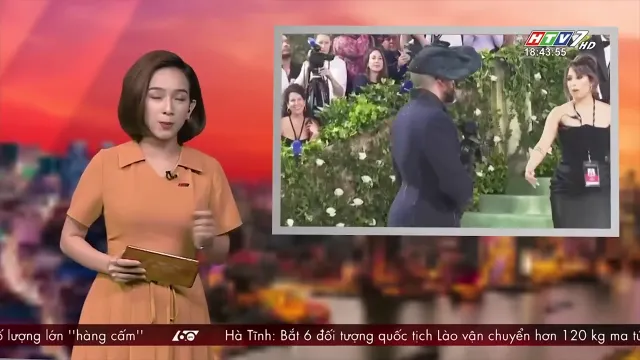 HTV7 HD
18:43:55
ố lượng lớn "hàng cấm" 60 Hà Tĩnh: Bắt 6 đối tượng quốc tịch Lào vận chuyển hơn 120 kg ma tú